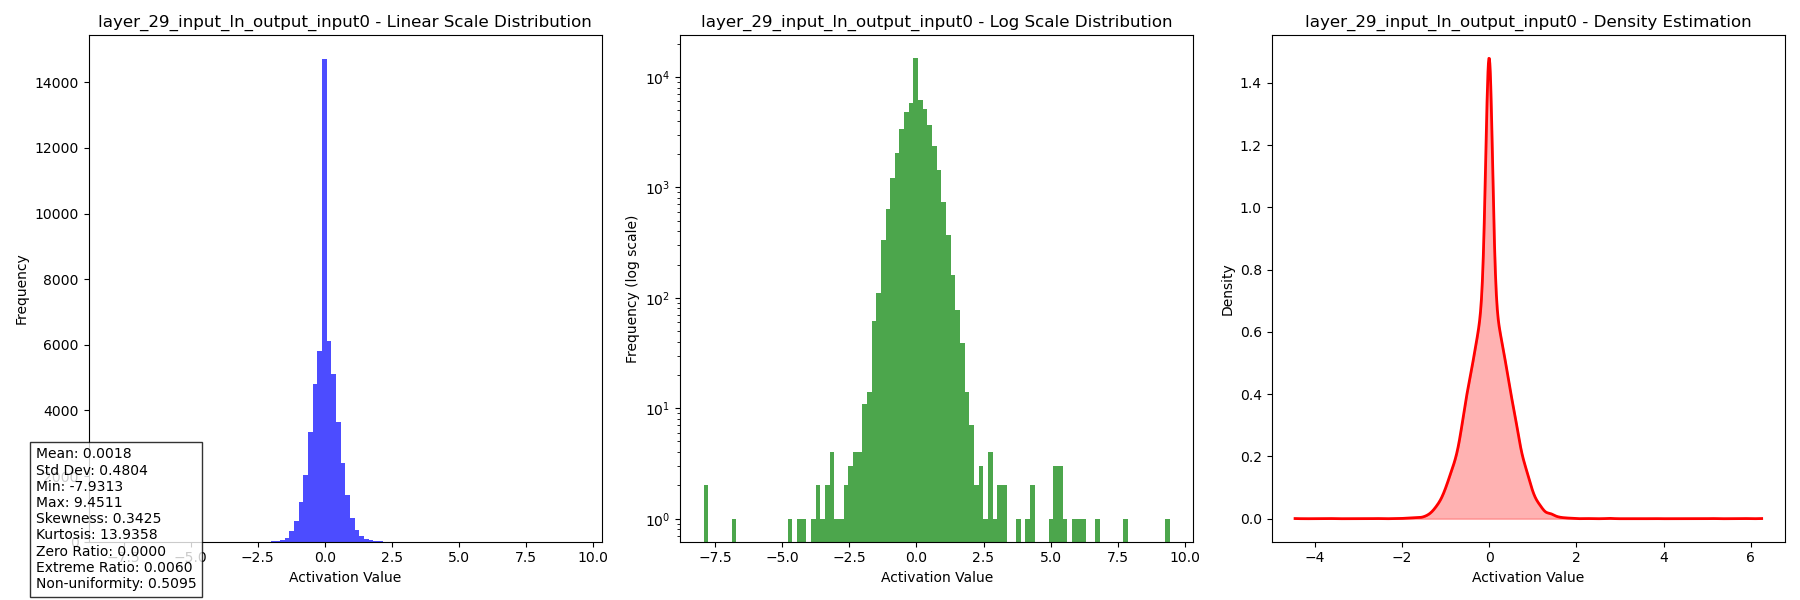 layer_29_input_ln_output_input0 - Linear Scale Distribution
Frequency
14000
12000
10000
8000
6000
4000
−2.5
0.0
2.5
5.0
7.5
10.0
Activation Value
Mean: 0.0018
Std Dev: 0.4804
Min: -7.9313
Max: 9.4511
Skewness: 0.3425
Kurtosis: 13.9358
Zero Ratio: 0.0000
Extreme Ratio: 0.0060
Non-uniformity: 0.5095
layer_29_input_ln_output_input0 - Log Scale Distribution
Frequency (log scale)
10⁴
10³
10²
10¹
10⁰
−7.5
−5.0
−2.5
0.0
2.5
5.0
7.5
10.0
Activation Value
layer_29_input_ln_output_input0 - Density Estimation
Density
1.4
1.2
1.0
0.8
0.6
0.4
0.2
0.0
−4
−2
0
2
4
6
Activation Value